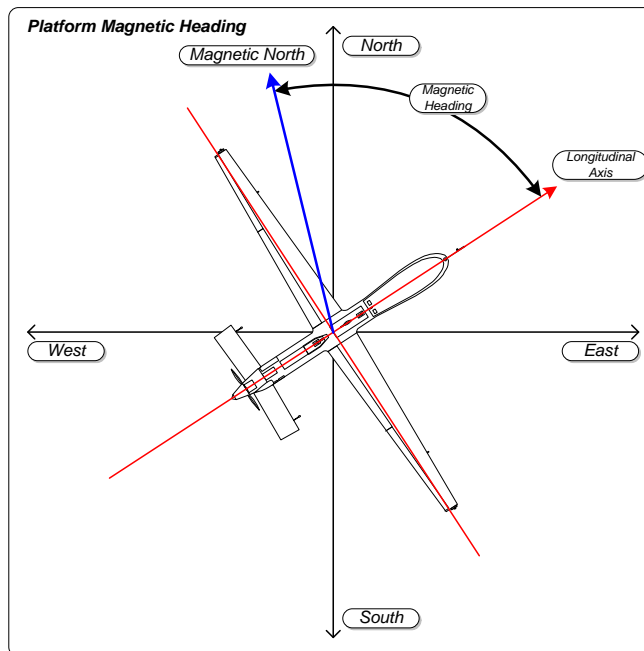 Platform Magnetic Heading
Magnetic North
North
Magnetic
Heading
Longitudinal
Axis
West
East
South